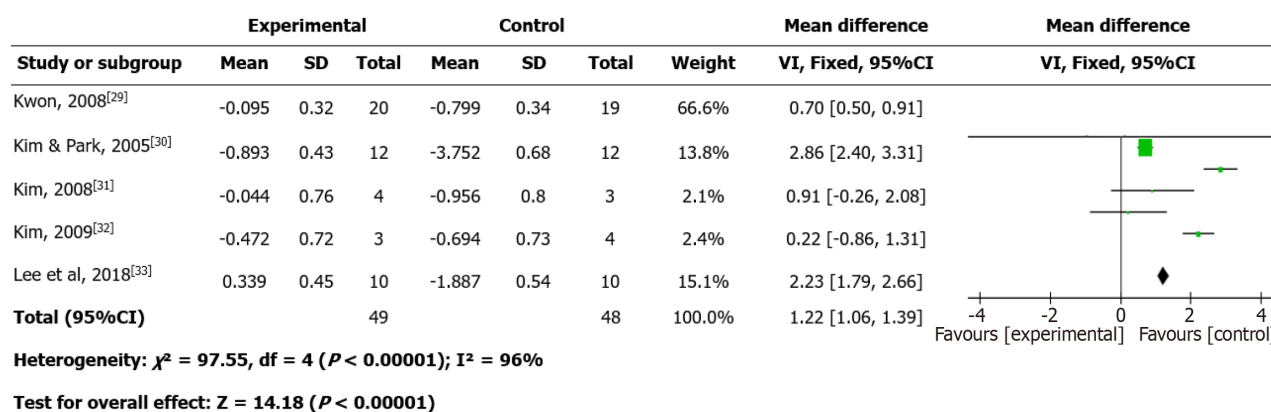 Experimental Control Mean difference Mean difference
Study or subgroup Mean SD Total Mean SD Total Weight VI, Fixed, 95%CI VI, Fixed, 95%CI
Kwon, 2008[29] -0.095 0.32 20 -0.799 0.34 19 66.6% 0.70 [0.50, 0.91]
Kim & Park, 2005[30] -0.893 0.43 12 -3.752 0.68 12 13.8% 2.86 [2.40, 3.31]
Kim, 2008[31] -0.044 0.76 4 -0.956 0.8 3 2.1% 0.91 [-0.26, 2.08]
Kim, 2009[32] -0.472 0.72 3 -0.694 0.73 4 2.4% 0.22 [-0.86, 1.31]
Lee et al, 2018[33] 0.339 0.45 10 -1.887 0.54 10 15.1% 2.23 [1.79, 2.66]
Total (95%CI) 49 48 100.0% 1.22 [1.06, 1.39]
-4 -2 0 2 4
Favours [experimental] Favours [control]
Heterogeneity: χ² = 97.55, df = 4 (P < 0.00001); I² = 96%
Test for overall effect: Z = 14.18 (P < 0.00001)